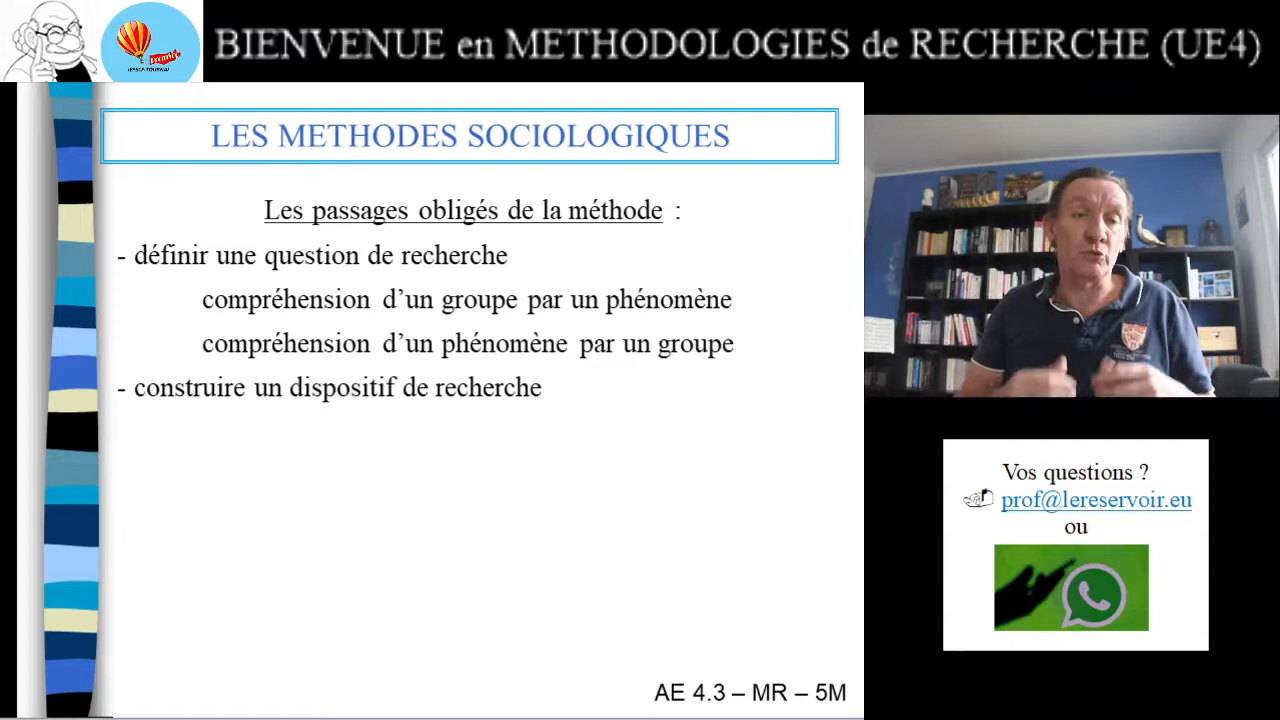 BIENVENUE en METHODOLOGIES de RECHERCHE (UE4)
LES METHODES SOCIOLOGIQUES
Les passages obligés de la méthode :
- définir une question de recherche
compréhension d’un groupe par un phénomène
compréhension d’un phénomène par un groupe
- construire un dispositif de recherche
Vos questions ?
prof@lereservoir.eu
ou
AE 4.3 – MR – 5M